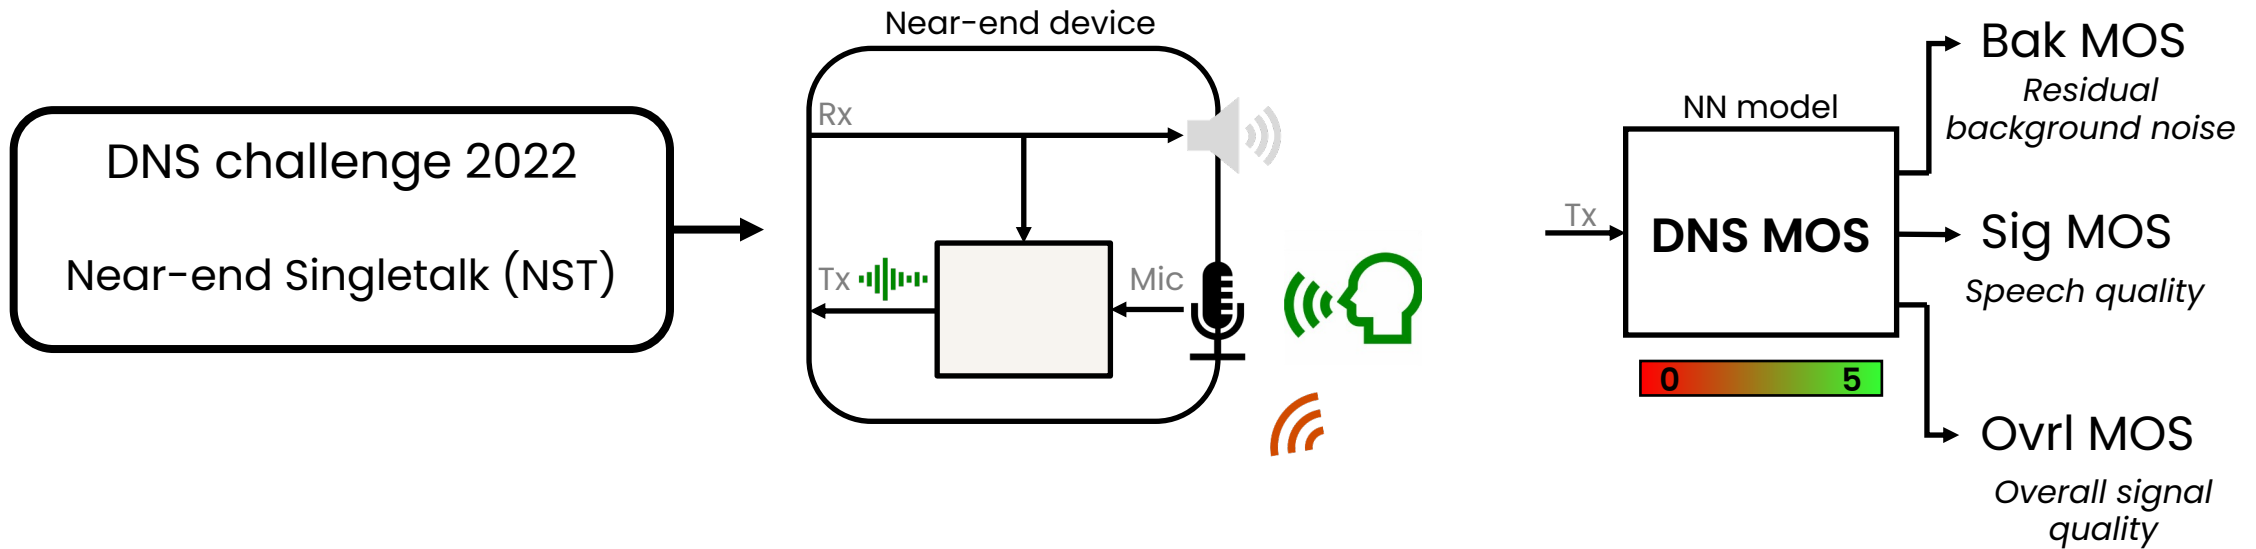 DNS challenge 2022
Near-end Singletalk (NST)
Near-end device
Rx
Tx
Mic
NN model
Tx
DNS MOS
0
5
Bak MOS
Residual
background noise
Sig MOS
Speech quality
Ovrl MOS
Overall signal
quality